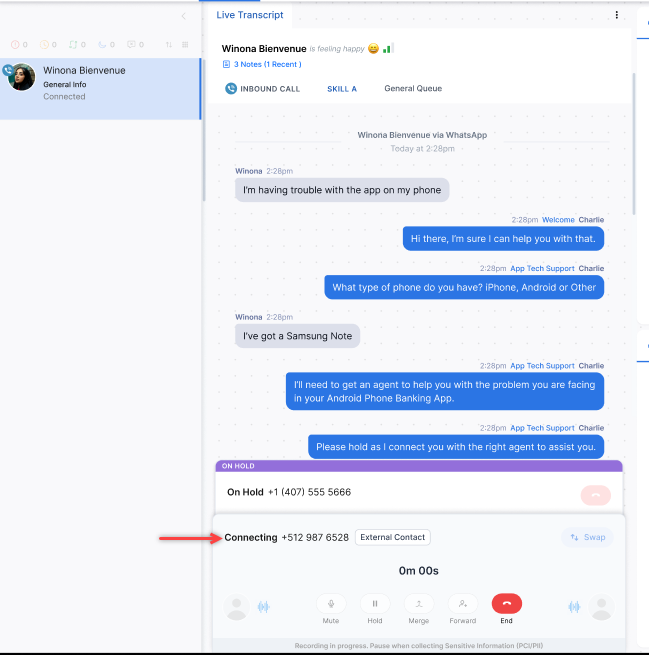 Live Transcript
0 0 0 0 0
Winona Bienvenue
General Info
Connected
Winona Bienvenue is feeling happy
3 Notes (1 Recent )
INBOUND CALL SKILL A General Queue
Winona Bienvenue via WhatsApp
Today at 2:28pm
Winona 2:28pm
I'm having trouble with the app on my phone
2:28pm Welcome Charlie
Hi there, I'm sure I can help you with that.
2:28pm App Tech Support Charlie
What type of phone do you have? iPhone, Android or Other
Winona 2:28pm
I've got a Samsung Note
2:28pm App Tech Support Charlie
I'll need to get an agent to help you with the problem you are facing
in your Android Phone Banking App.
2:28pm App Tech Support Charlie
Please hold as I connect you with the right agent to assist you.
ON HOLD
On Hold +1 (407) 555 5666
Connecting +512 987 6528 External Contact Swap
0m 00s
Mute Hold Merge Forward End
Recording in progress. Pause when collecting Sensitive Information (PCI/PII)